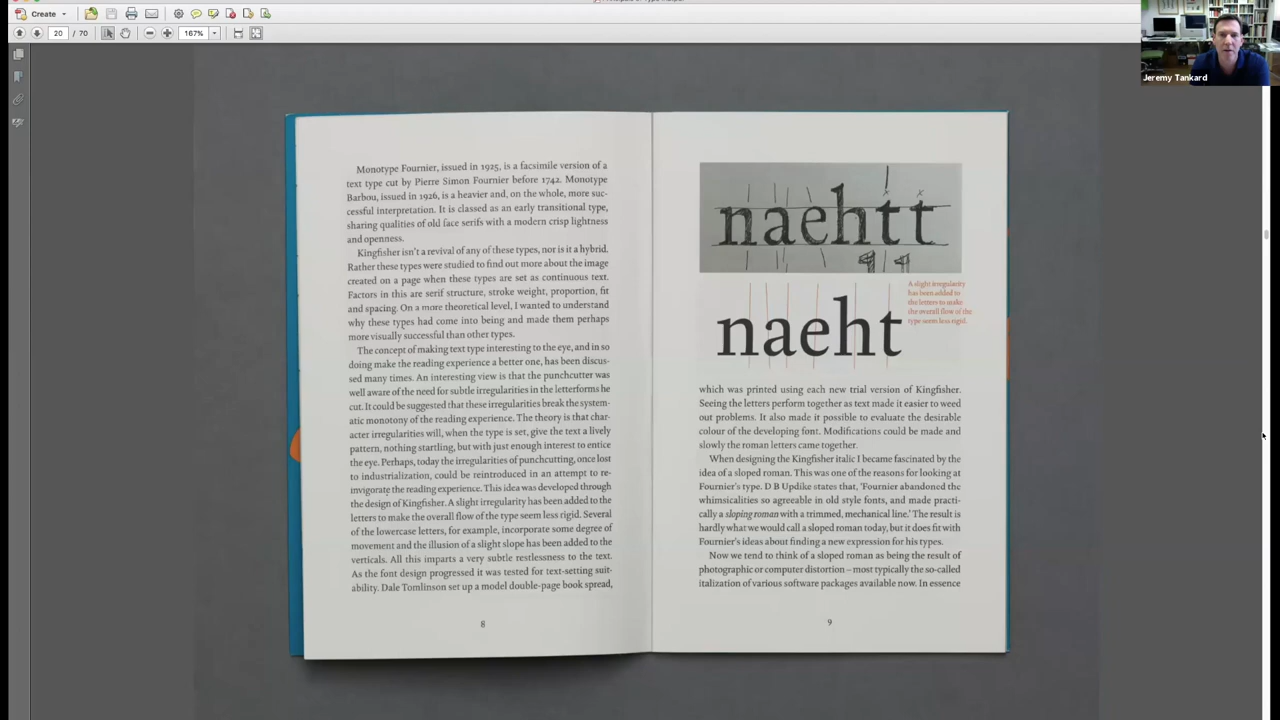 Create
20 / 70
167%
Jeremy Tankard
Monotype Fournier, issued in 1925, is a facsimile version of a
text type cut by Pierre Simon Fournier before 1742. Monotype
Barbou, issued in 1926, is a heavier and, on the whole, more suc-
cessful interpretation. It is classed as an early transitional type,
sharing qualities of old face serifs with a modern crisp lightness
and openness.
Kingfisher isn't a revival of any of these types, nor is it a hybrid.
Rather these types were studied to find out more about the image
created on a page when these types are set as continuous text.
Factors in this are serif structure, stroke weight, proportion, fit
and spacing. On a more theoretical level, I wanted to understand
why these types had come into being and made them perhaps
more visually successful than other types.
The concept of making text type interesting to the eye, and in so
doing make the reading experience a better one, has been discus-
sed many times. An interesting view is that the punchcutter was
well aware of the need for subtle irregularities in the letterforms he
cut. It could be suggested that these irregularities break the system-
atic monotony of the reading experience. The theory is that char-
acter irregularities will, when the type is set, give the text a lively
pattern, nothing startling, but with just enough interest to entice
the eye. Perhaps, today the irregularities of punchcutting, once lost
to industrialization, could be reintroduced in an attempt to re-
invigorate the reading experience. This idea was developed through
the design of Kingfisher. A slight irregularity has been added to the
letters to make the overall flow of the type seem less rigid. Several
of the lowercase letters, for example, incorporate some degree of
movement and the illusion of a slight slope has been added to the
verticals. All this imparts a very subtle restlessness to the text.
As the font design progressed it was tested for text-setting suit-
ability. Dale Tomlinson set up a model double-page book spread,
8
naehtt
A slight irregularity
has been added to
the letters to make
the overall flow of the
type seem less rigid.
naeht
which was printed using each new trial version of Kingfisher.
Seeing the letters perform together as text made it easier to weed
out problems. It also made it possible to evaluate the desirable
colour of the developing font. Modifications could be made and
slowly the roman letters came together.
When designing the Kingfisher italic I became fascinated by the
idea of a sloped roman. This was one of the reasons for looking at
Fournier's type. D B Updike states that, 'Fournier abandoned the
whimsicalities so agreeable in old style fonts, and made practi-
cally a sloping roman with a trimmed, mechanical line.' The result is
hardly what we would call a sloped roman today, but it does fit with
Fournier's ideas about finding a new expression for his types.
Now we tend to think of a sloped roman as being the result of
photographic or computer distortion – most typically the so-called
italization of various software packages available now. In essence
9